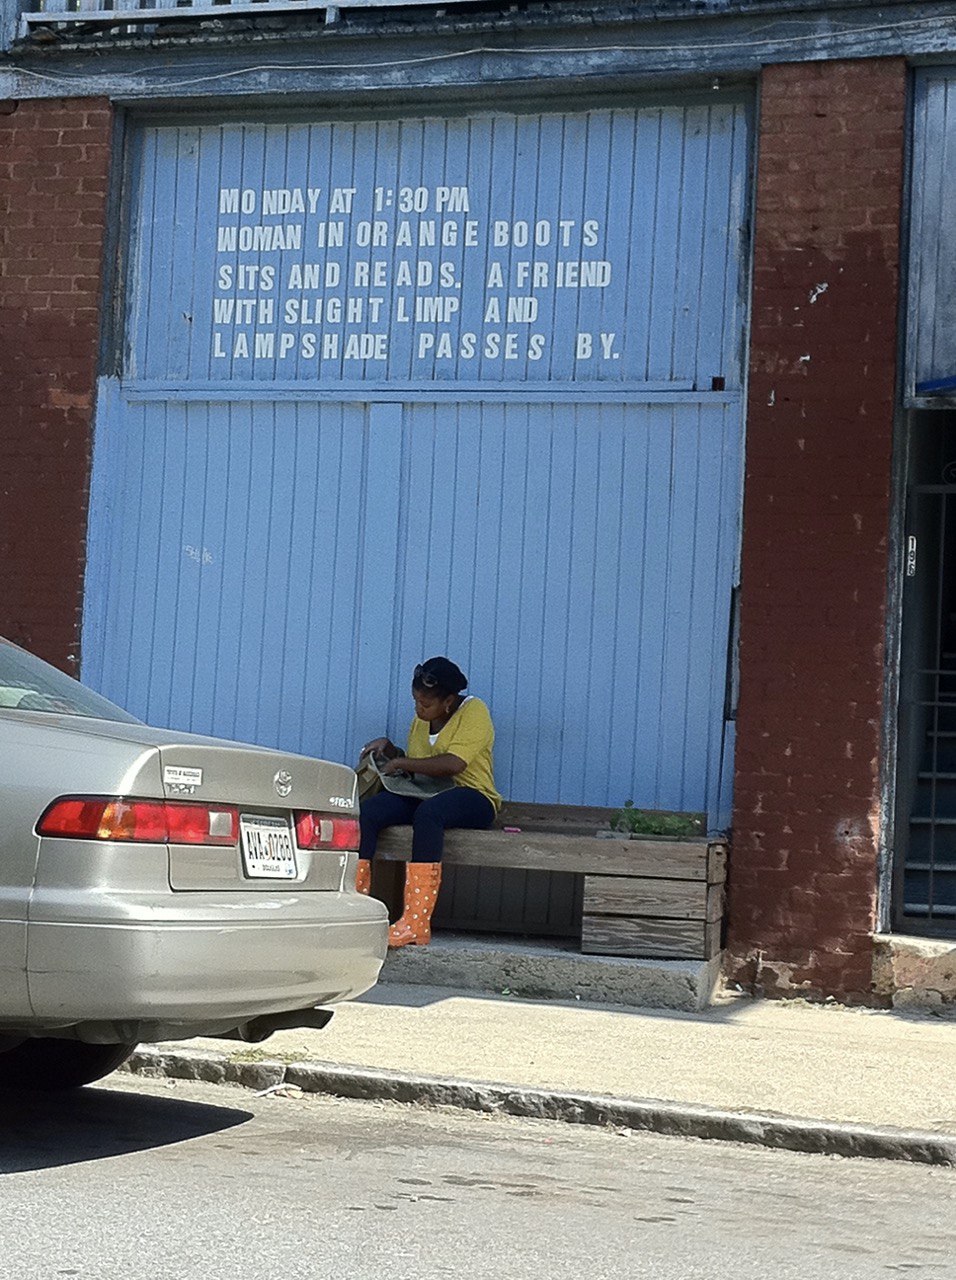 MONDAY AT 1:30 PM
WOMAN IN ORANGE BOOTS
SITS AND READS. A FRIEND
WITH SLIGHT LIMP AND
LAMPSHADE PASSES BY.